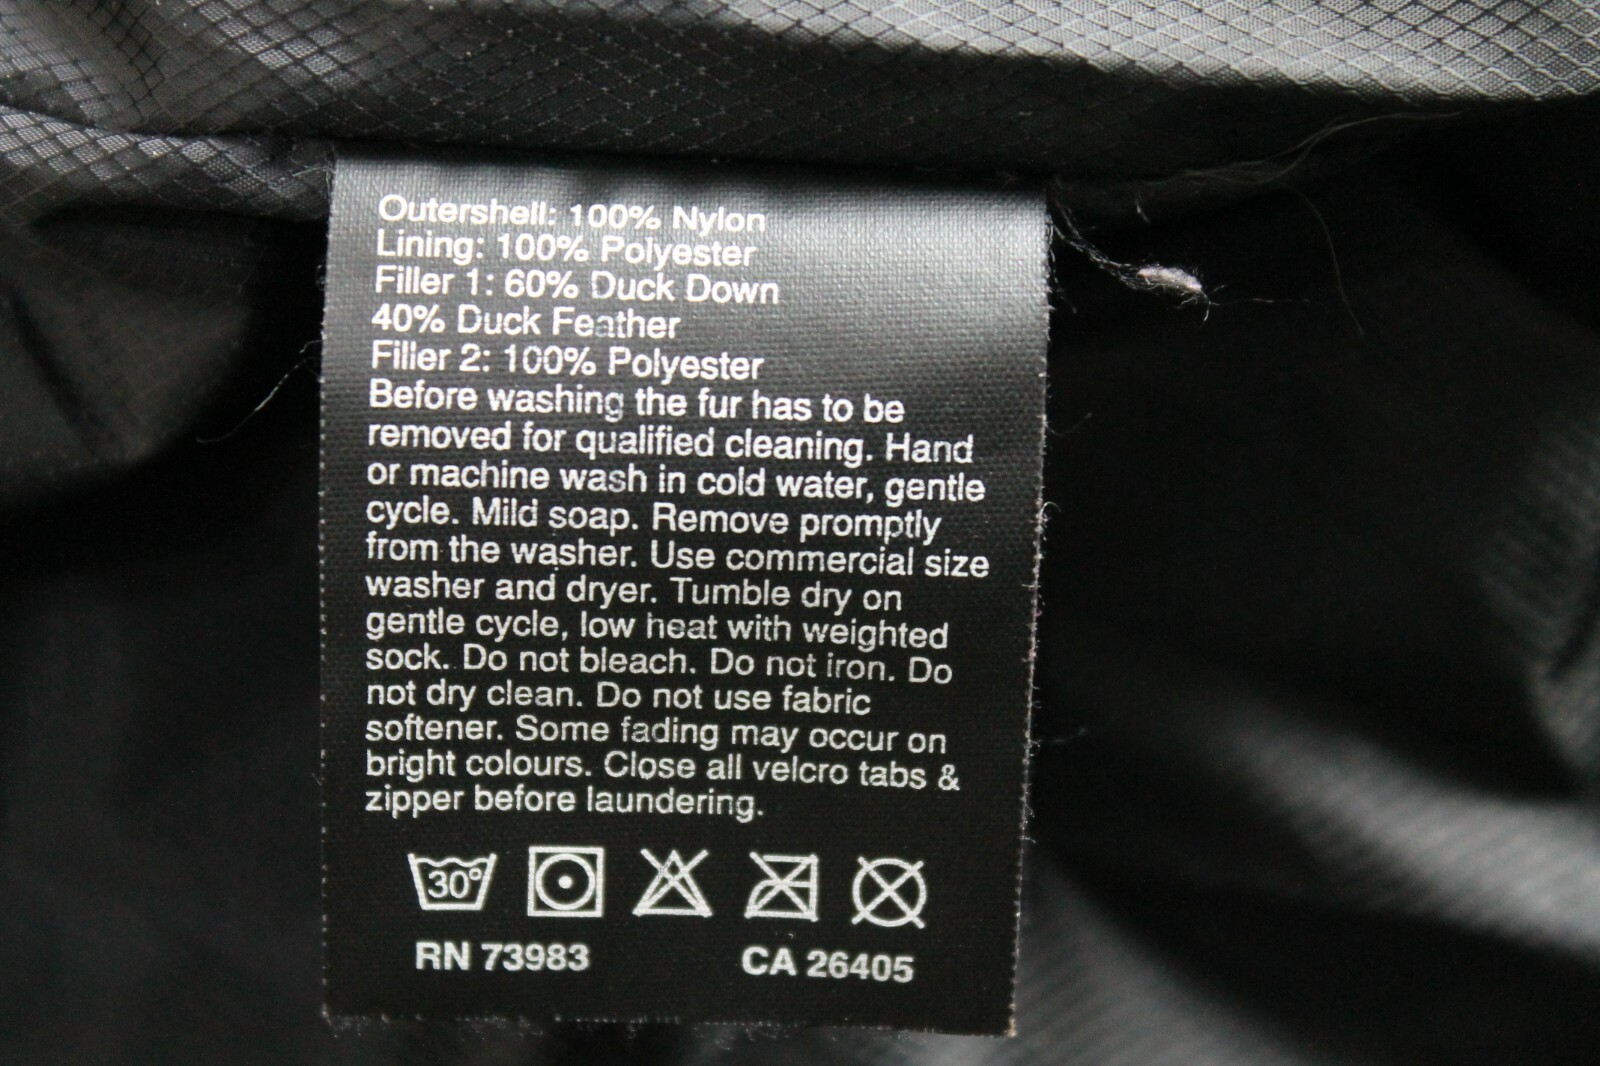 Outershell: 100% Nylon
Lining: 100% Polyester
Filler 1: 60% Duck Down
40% Duck Feather
Filler 2: 100% Polyester
Before washing the fur has to be
removed for qualified cleaning. Hand
or machine wash in cold water, gentle
cycle. Mild soap. Remove promptly
from the washer. Use commercial size
washer and dryer. Tumble dry on
gentle cycle, low heat with weighted
sock. Do not bleach. Do not iron. Do
not dry clean. Do not use fabric
softener. Some fading may occur on
bright colours. Close all velcro tabs &
zipper before laundering.
30°
RN 73983 CA 26405